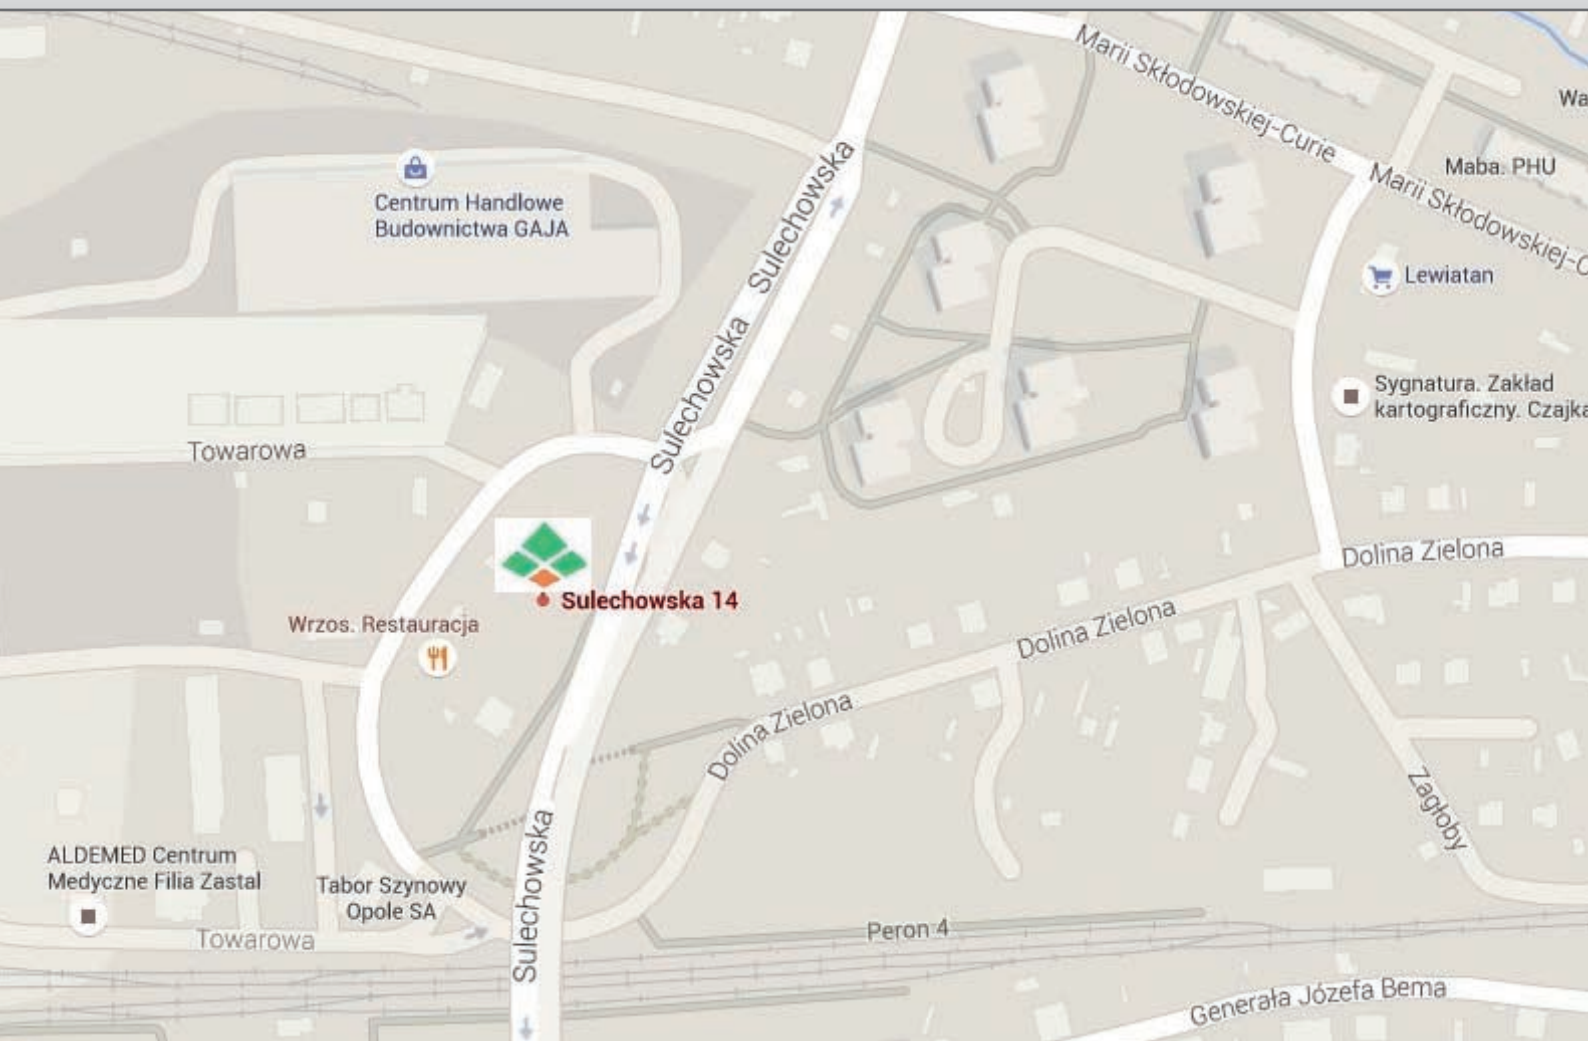 Marii Skłodowskiej-Curie
Wa
Maba. PHU
Marii Skłodowskiej-C
Centrum Handlowe
Budownictwa GAJA
Sulechowska
Sulechowska
Sulechowska
Lewiatan
Sygnatura. Zakład
kartograficzny. Czajka
Towarowa
Dolina Zielona
Sulechowska 14
Wrzos. Restauracja
Dolina Zielona
Dolina Zielona
Zagłoby
ALDEMED Centrum
Medyczne Filia Zastal
Tabor Szynowy
Opole SA
Sulechowska
Towarowa
Peron 4
Generała Józefa Bema